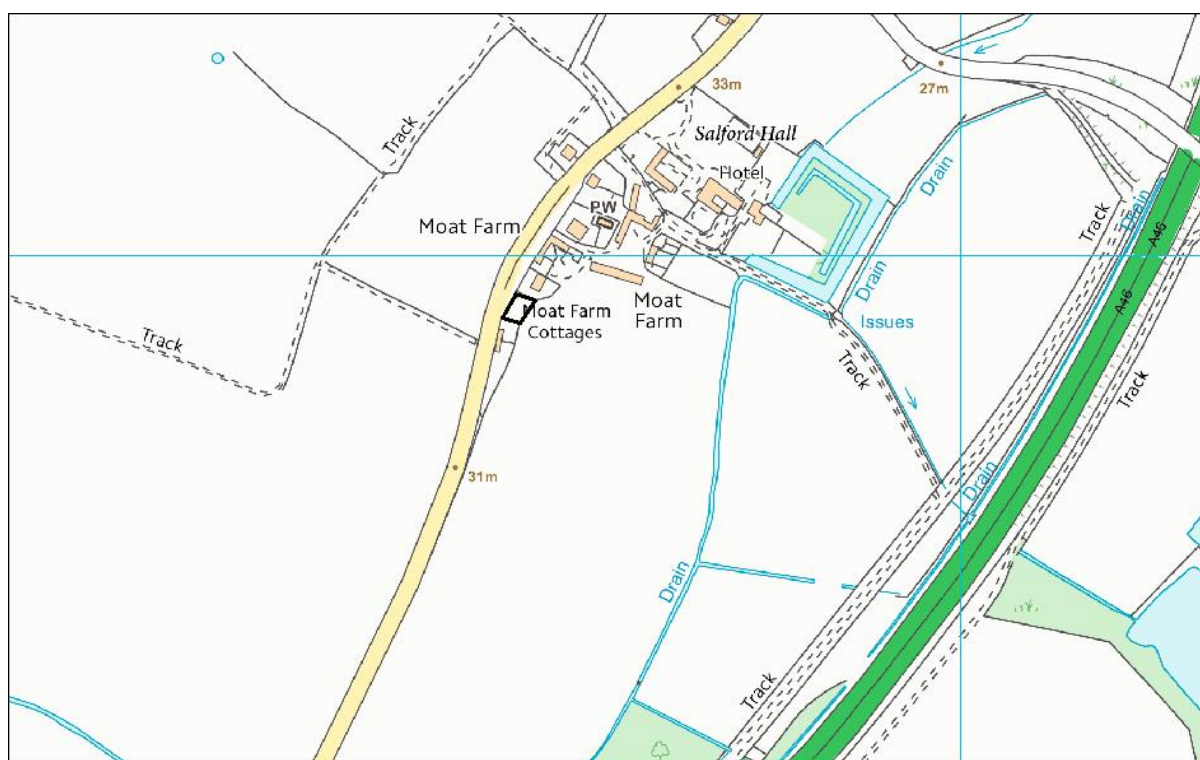 33m
27m
Salford Hall
Hotel
Track
PW
Moat Farm
Drain
Track
Drain
A46
Drain
Moat
Farm
Moat Farm
Cottages
Issues
A46
Track
Track
Track
31m
Drain
Drain
Track